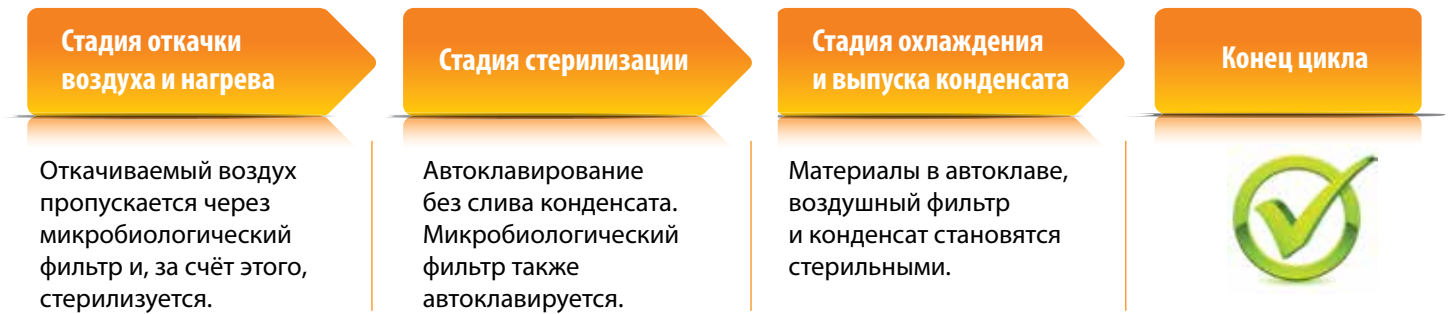 Стадия откачки
воздуха и нагрева
Стадия стерилизации
Стадия охлаждения
и выпуска конденсата
Конец цикла
Откачиваемый воздух
пропускается через
микробиологический
фильтр и, за счёт этого,
стерилизуется.
Автоклавирование
без слива конденсата.
Микробиологический
фильтр также
автоклавируется.
Материалы в автоклаве,
воздушный фильтр
и конденсат становятся
стерильными.